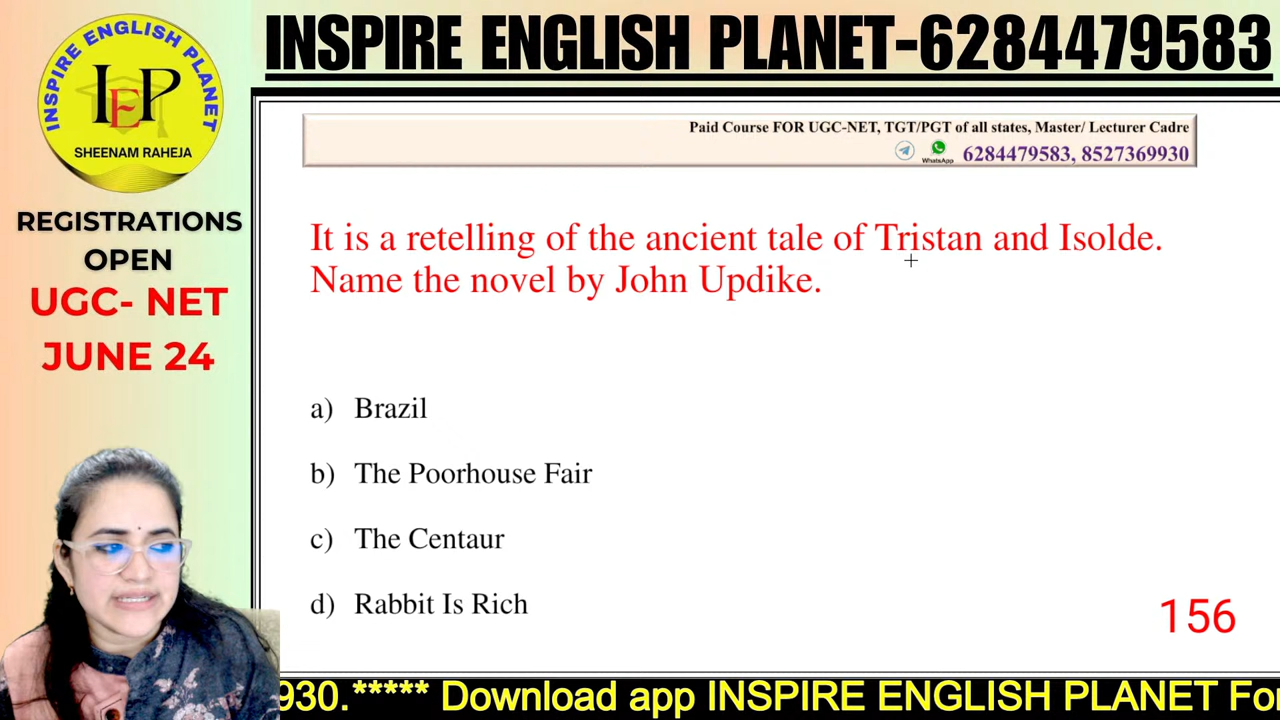 INSPIRE ENGLISH PLANET-6284479583
INSPIRE ENGLISH PLANET
IEP
SHEENAM RAHEJA
REGISTRATIONS
OPEN
UGC- NET
JUNE 24
Paid Course FOR UGC-NET, TGT/PGT of all states, Master/ Lecturer Cadre
WhatsApp 6284479583, 8527369930
It is a retelling of the ancient tale of Tristan and Isolde.
Name the novel by John Updike.
a) Brazil
b) The Poorhouse Fair
c) The Centaur
d) Rabbit Is Rich
156
930.***** Download app INSPIRE ENGLISH PLANET Fo